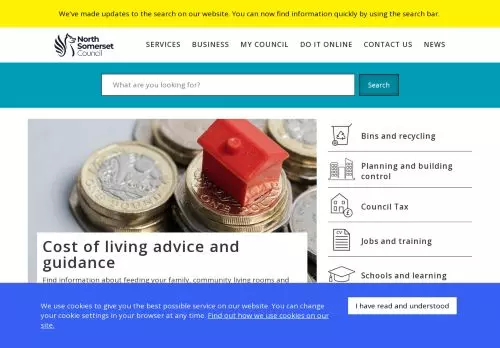 We've made updates to the search on our website. You can now find information quickly by using the search bar.
North
Somerset
Council
SERVICES BUSINESS MY COUNCIL DO IT ONLINE CONTACT US NEWS
What are you looking for?
Search
Bins and recycling
Planning and building
control
Council Tax
CV
Jobs and training
Schools and learning
Cost of living advice and
guidance
Find information about feeding your family, community living rooms and
We use cookies to give you the best possible service on our website. You can change
your cookie settings in your browser at any time. Find out how we use cookies on our
site.
I have read and understood